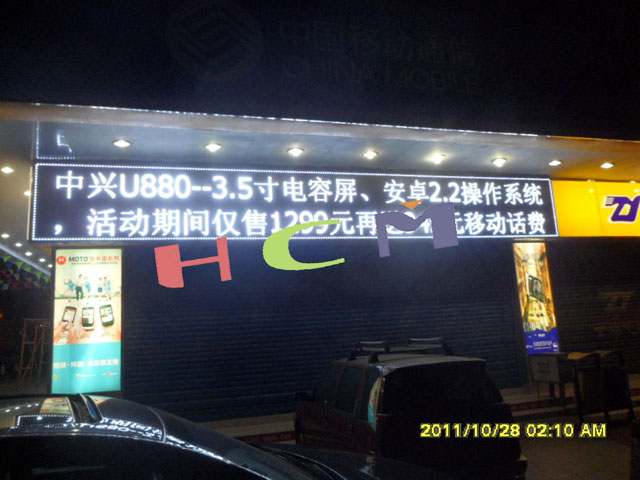 中国移动通信
CHINA MOBILE
中兴U880--3.5寸电容屏、安卓2.2操作系统
，活动期间仅售1299元再 元移动话费
HCM
MOTO
2011/10/28 02:10 AM